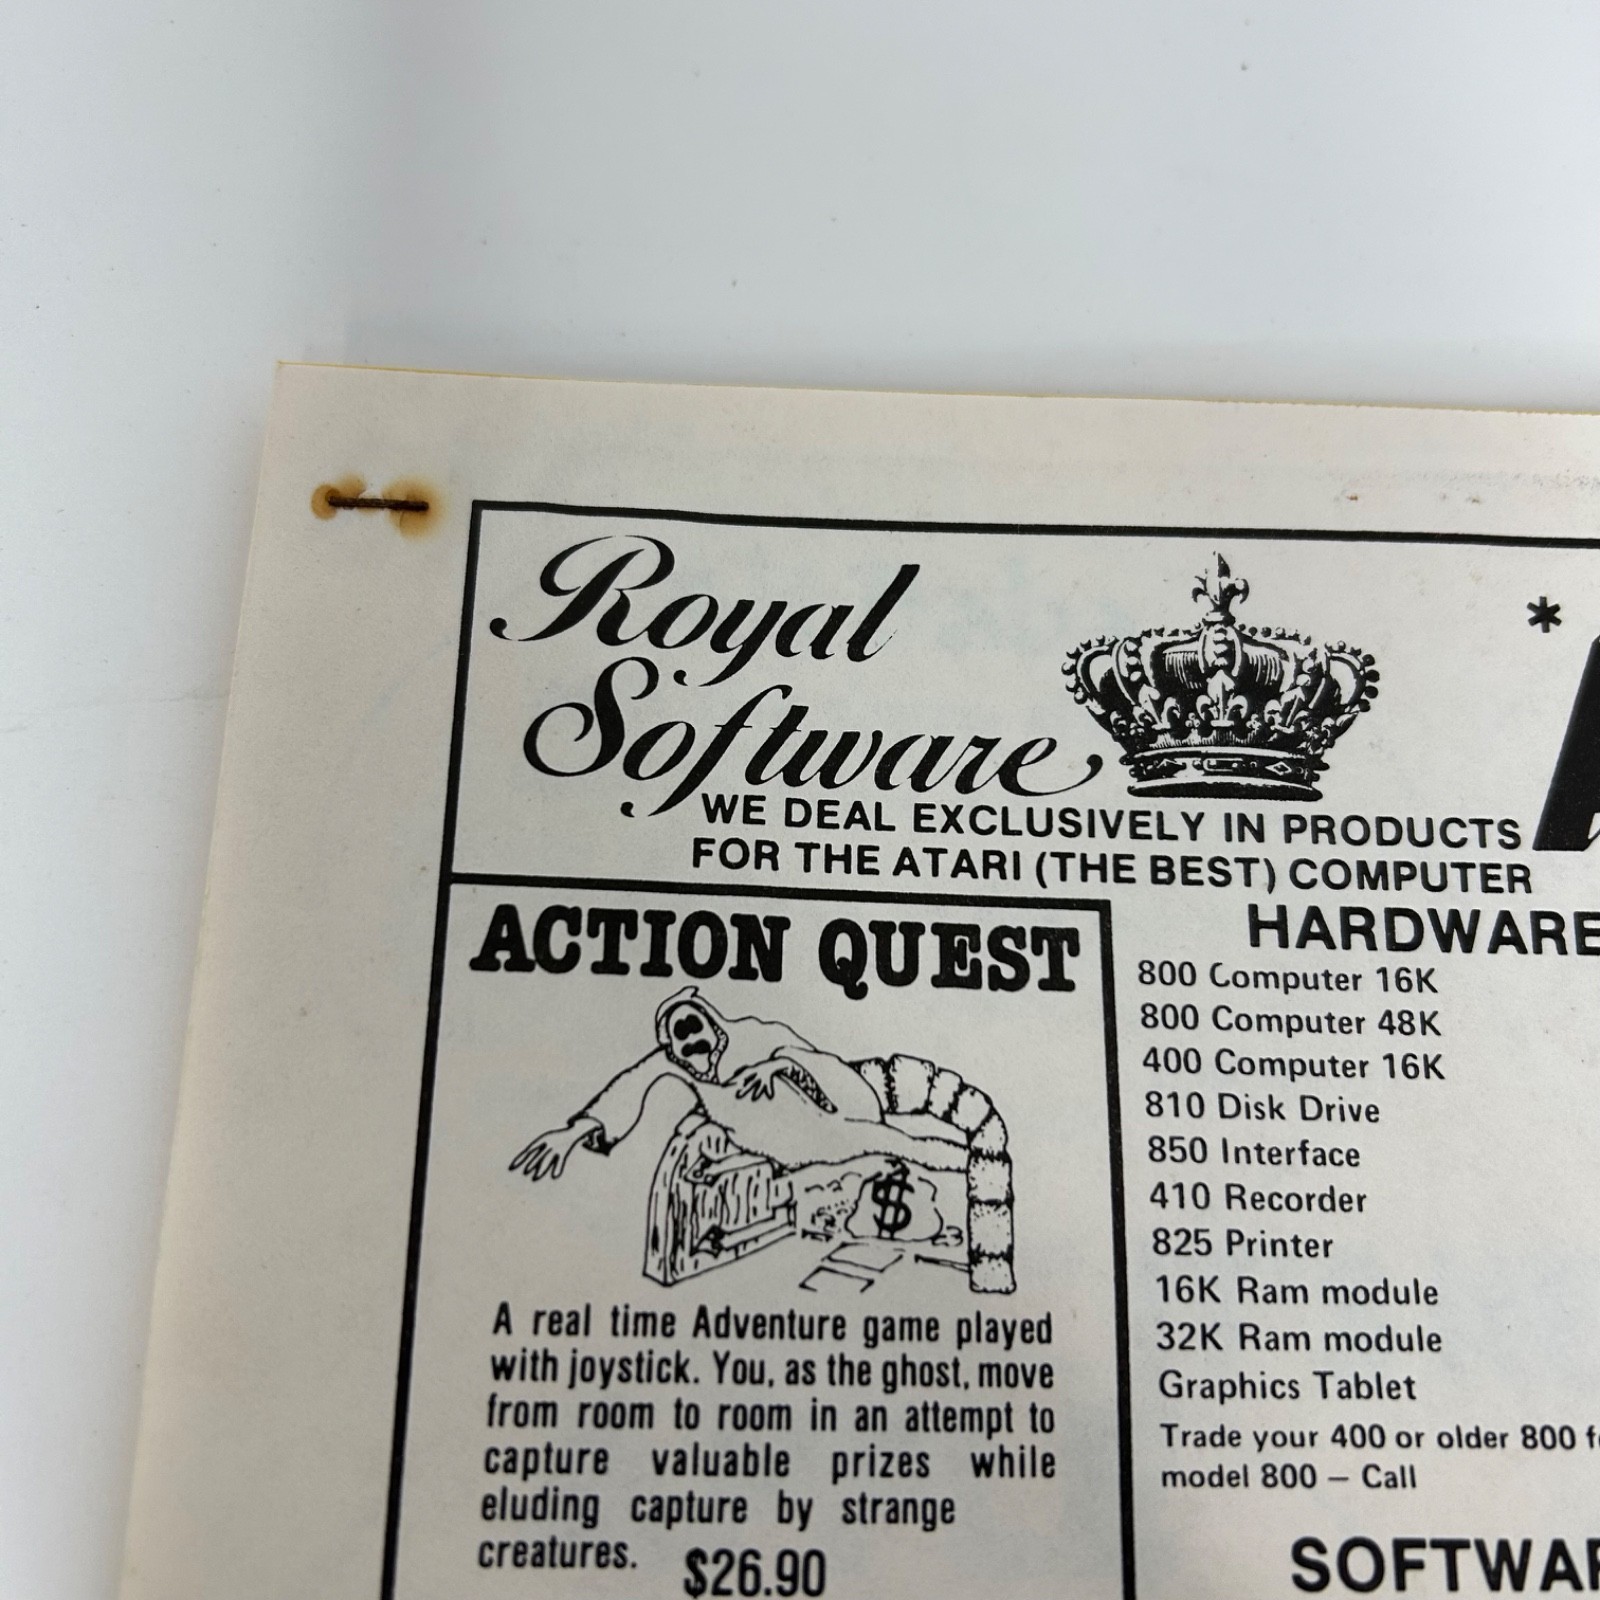 Royal
Software
WE DEAL EXCLUSIVELY IN PRODUCTS
FOR THE ATARI (THE BEST) COMPUTER
*
ACTION QUEST
$
A real time Adventure game played
with joystick. You, as the ghost, move
from room to room in an attempt to
capture valuable prizes while
eluding capture by strange
creatures. $26.90
HARDWARE
800 Computer 16K
800 Computer 48K
400 Computer 16K
810 Disk Drive
850 Interface
410 Recorder
825 Printer
16K Ram module
32K Ram module
Graphics Tablet
Trade your 400 or older 800
model 800 – Call